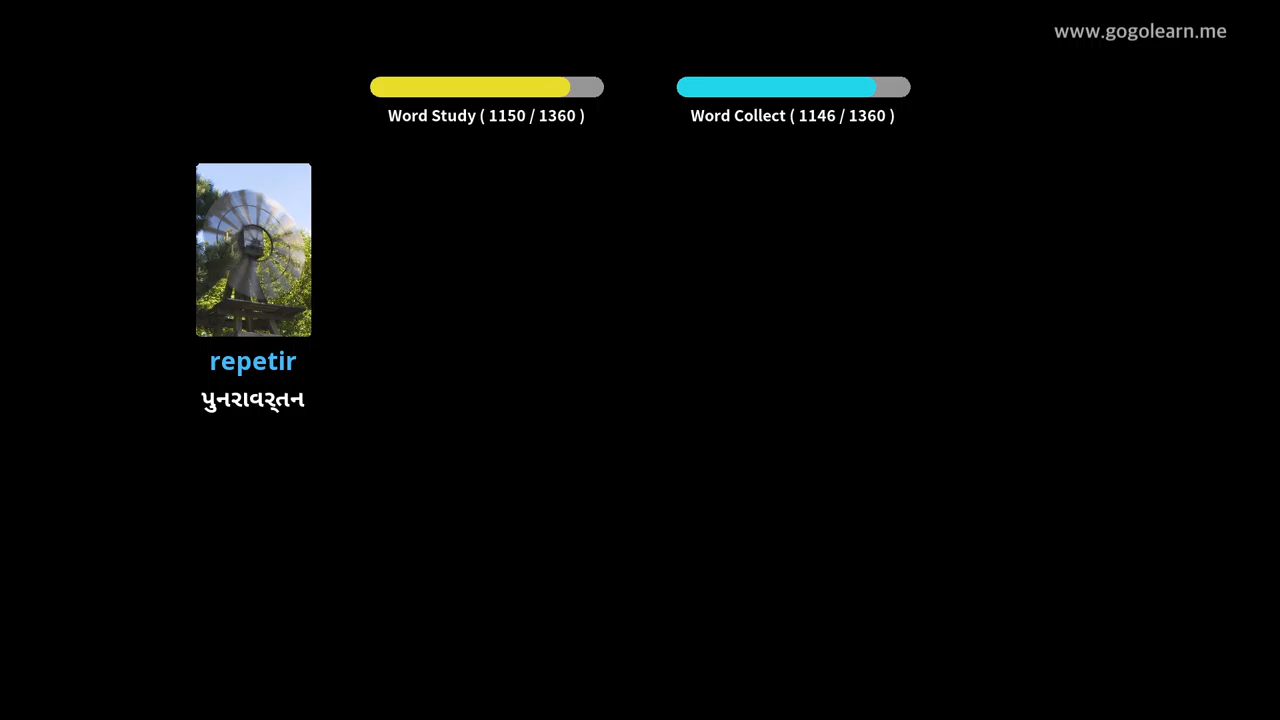 www.gogolearn.me
Word Study ( 1150 / 1360 )
Word Collect ( 1146 / 1360 )
repetir
પુનરાવર્તન